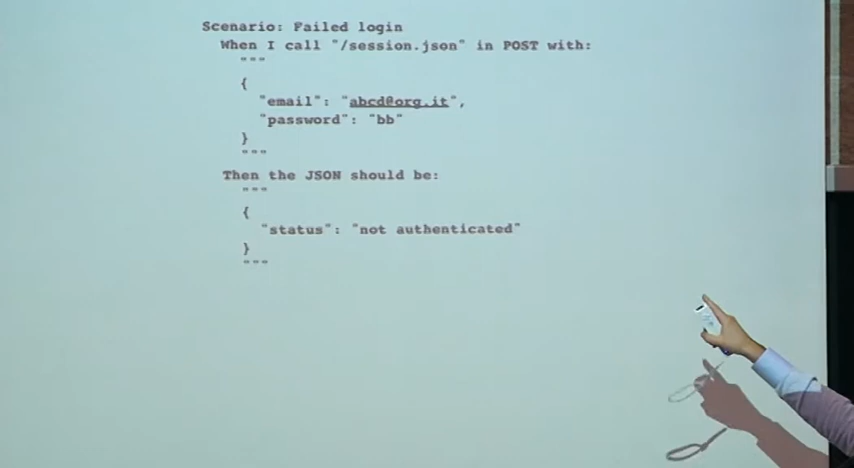 Scenario: Failed login
When I call "/session.json" in POST with:
"""
{
"email": "abcd@org.it",
"password": "bb"
}
"""
Then the JSON should be:
"""
{
"status": "not authenticated"
}
"""